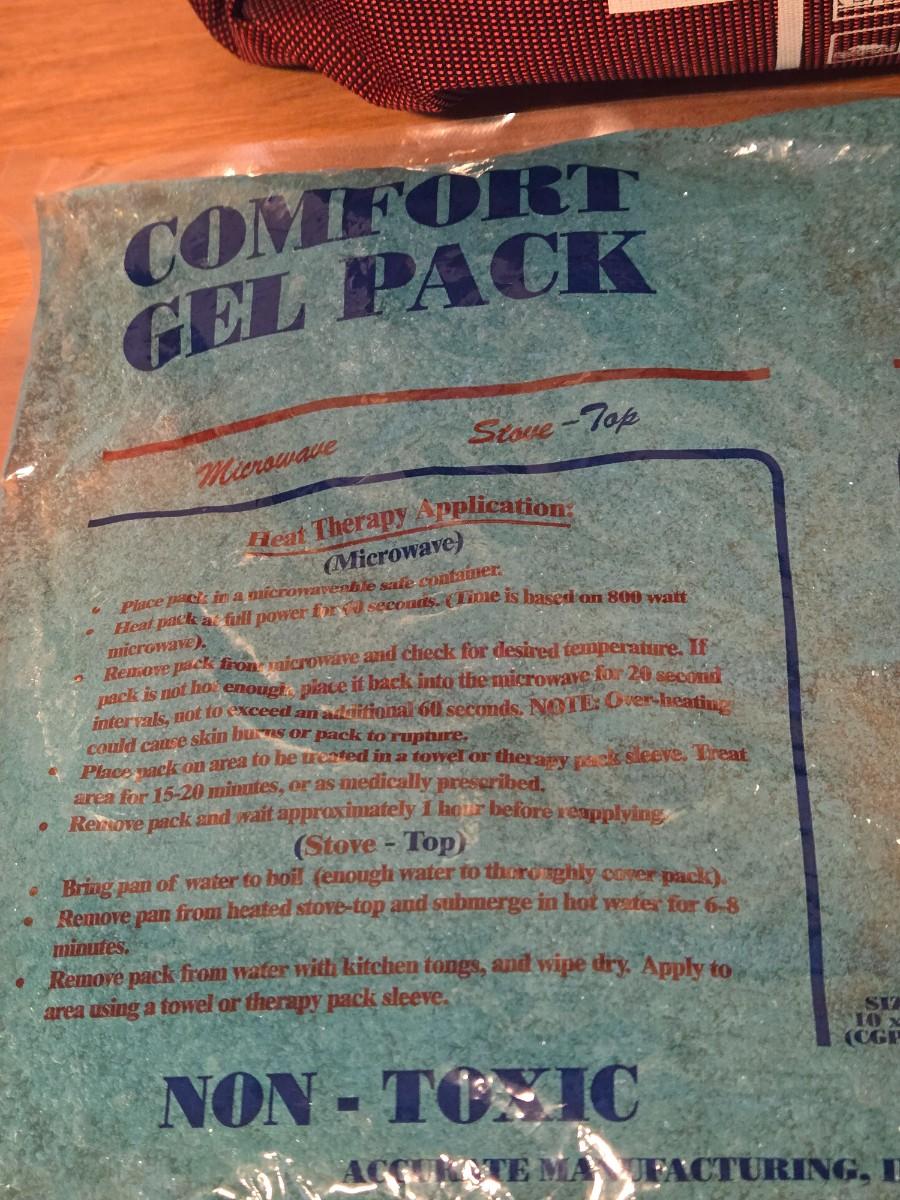 COMFORT
GEL PACK
Microwave Stove-Top
Heat Therapy Application:
(Microwave)
• Place pack in a microwaveable safe container.
• Heat pack at full power for seconds. (Time is based on 800 watt
microwave).
• Remove pack from microwave and check for desired temperature. If
pack is not hot enough, place it back into the microwave for 20 second
intervals, not to exceed an additional 60 seconds. NOTE: Over-heating
could cause skin burns or pack to rupture.
• Place pack on area to be treated in a towel or therapy pack sleeve. Treat
area for 15-20 minutes, or as medically prescribed.
• Remove pack and wait approximately 1 hour before reapplying.
(Stove - Top)
• Bring pan of water to boil (enough water to thoroughly cover pack).
• Remove pan from heated stove-top and submerge in hot water for 6-8
minutes.
• Remove pack from water with kitchen tongs, and wipe dry. Apply to
area using a towel or therapy pack sleeve.
SIZ
10 x
(CGP
NON - TOXIC
ACCURATE MANUFACTURING, I